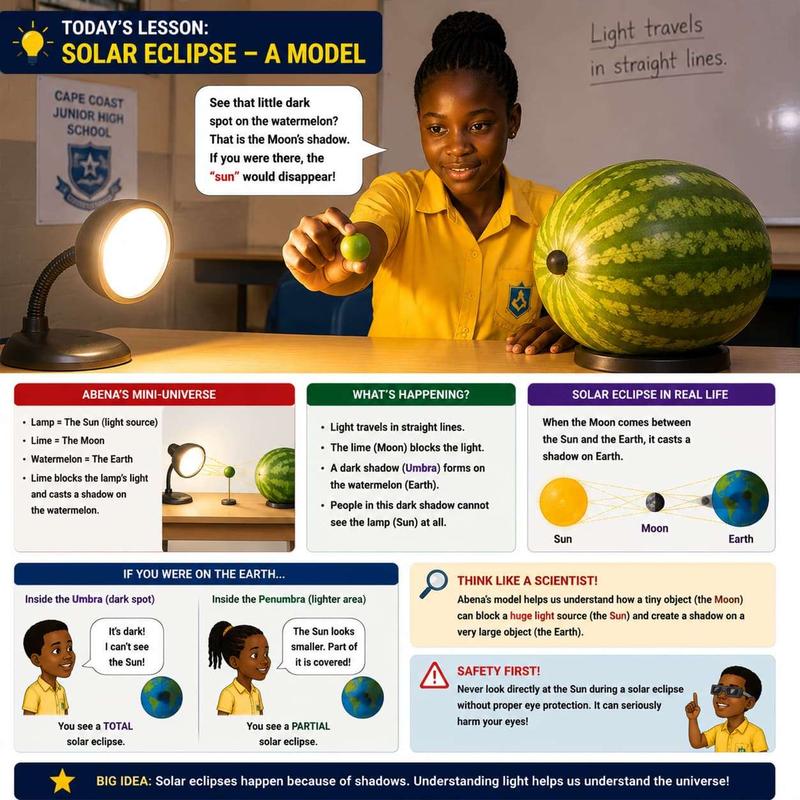 TODAY'S LESSON:
SOLAR ECLIPSE – A MODEL
Light travels
in straight lines.
CAPE COAST
JUNIOR HIGH
SCHOOL
See that little dark
spot on the watermelon?
That is the Moon's shadow.
If you were there, the
“sun” would disappear!
ABENA'S MINI-UNIVERSE
• Lamp = The Sun (light source)
• Lime = The Moon
• Watermelon = The Earth
• Lime blocks the lamp's light
and casts a shadow on
the watermelon.
WHAT'S HAPPENING?
• Light travels in straight lines.
• The lime (Moon) blocks the light.
• A dark shadow (Umbra) forms on
the watermelon (Earth).
• People in this dark shadow cannot
see the lamp (Sun) at all.
SOLAR ECLIPSE IN REAL LIFE
When the Moon comes between
the Sun and the Earth, it casts a
shadow on Earth.
Sun
Moon
Earth
IF YOU WERE ON THE EARTH...
Inside the Umbra (dark spot)
It's dark!
I can't see
the Sun!
You see a TOTAL
solar eclipse.
Inside the Penumbra (lighter area)
The Sun looks
smaller. Part of
it is covered!
You see a PARTIAL
solar eclipse.
THINK LIKE A SCIENTIST!
Abena's model helps us understand how a tiny object (the Moon)
can block a huge light source (the Sun) and create a shadow on a
very large object (the Earth).
SAFETY FIRST!
Never look directly at the Sun during a solar eclipse
without proper eye protection. It can seriously
harm your eyes!
BIG IDEA: Solar eclipses happen because of shadows. Understanding light helps us understand the universe!